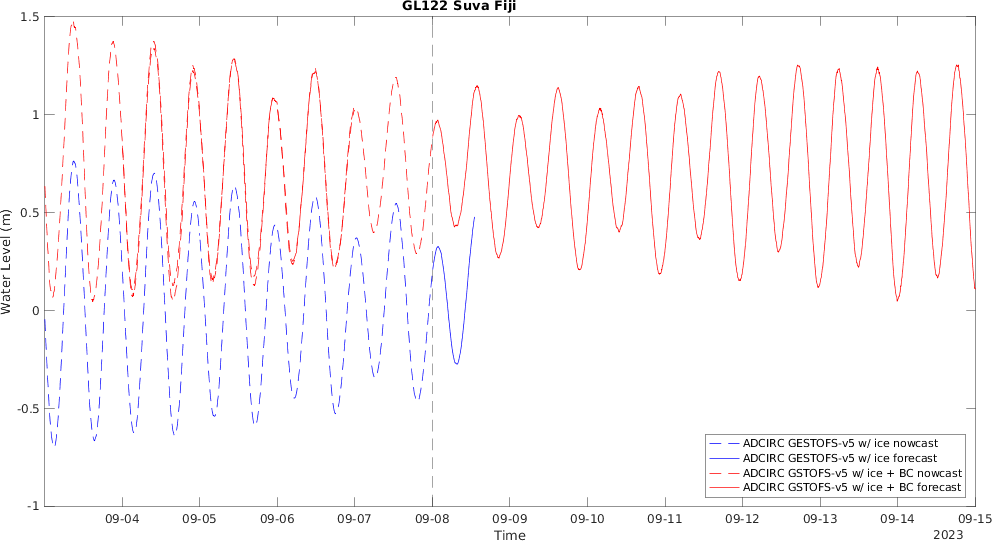 GL122 Suva Fiji
1.5
1
0.5
0
-0.5
-1
Water Level (m)
09-04 09-05 09-06 09-07 09-08 09-09 09-10 09-11 09-12 09-13 09-14 09-15
Time
2023
ADCIRC GESTOFS-v5 w/ ice nowcast
ADCIRC GESTOFS-v5 w/ ice forecast
ADCIRC GSTOFS-v5 w/ ice + BC nowcast
ADCIRC GSTOFS-v5 w/ ice + BC forecast